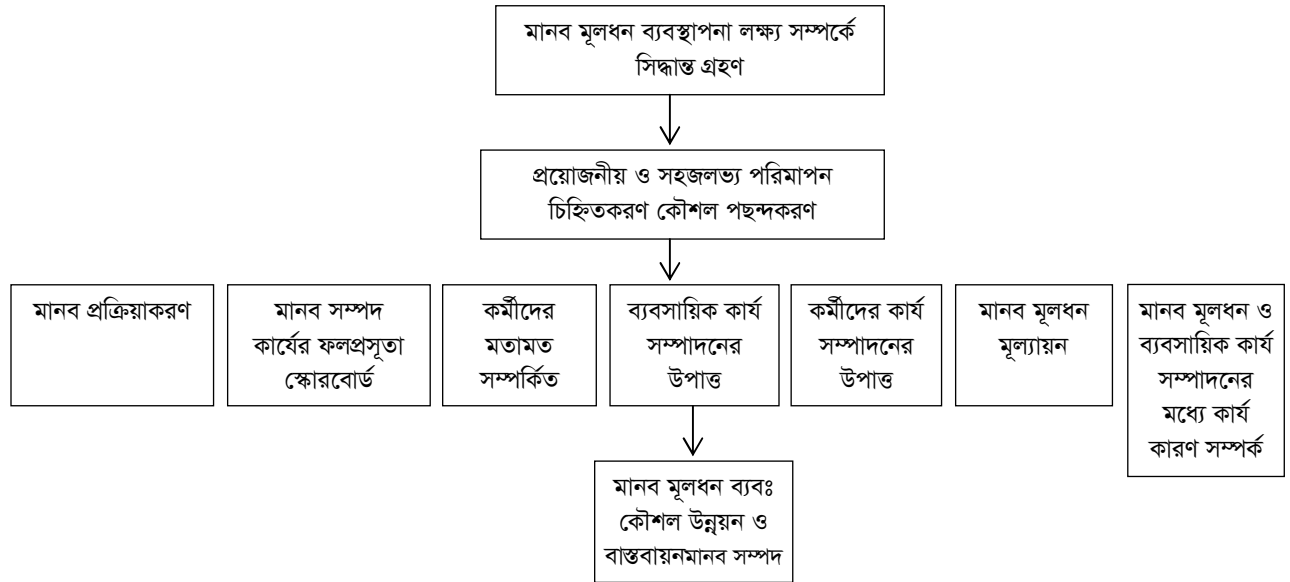 মানব মূলধন ব্যবস্থাপনা লক্ষ্য সম্পর্কে
সিদ্ধান্ত গ্রহণ
প্রয়োজনীয় ও সহজলভ্য পরিমাপন
চিহ্নিতকরণ কৌশল পছন্দকরণ
মানব প্রক্রিয়াকরণ
মানব সম্পদ
কার্যের ফলপ্রসূতা
স্কোরবোর্ড
কর্মীদের
মতামত
সম্পর্কিত
ব্যবসায়িক কার্য
সম্পাদনের
উপাত্ত
কর্মীদের কার্য
সম্পাদনের
উপাত্ত
মানব মূলধন
মূল্যায়ন
মানব মূলধন ও
ব্যবসায়িক কার্য
সম্পাদনের
মধ্যে কার্য
কারণ সম্পর্ক
মানব মূলধন ব্যবঃ
কৌশল উন্নয়ন ও
বাস্তবায়নমানব সম্পদ